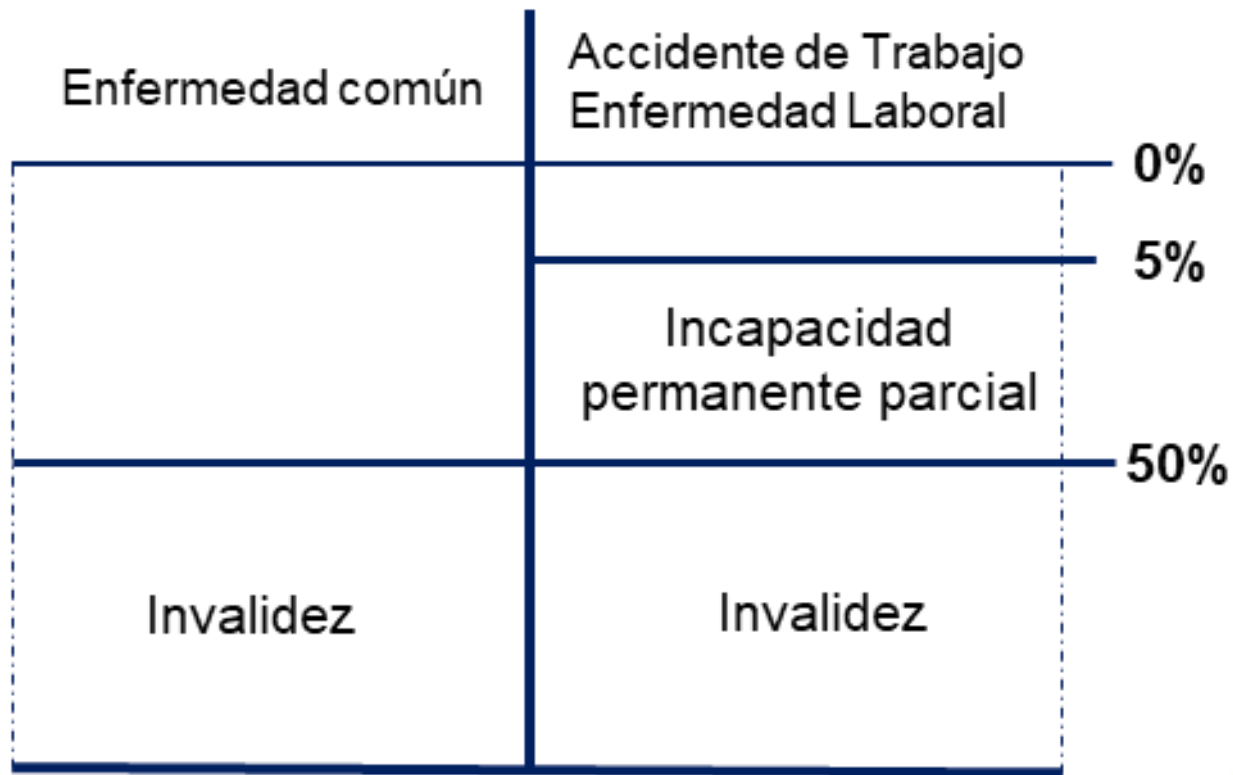 Enfermedad común
Accidente de Trabajo
Enfermedad Laboral
0%
5%
Incapacidad
permanente parcial
50%
Invalidez
Invalidez